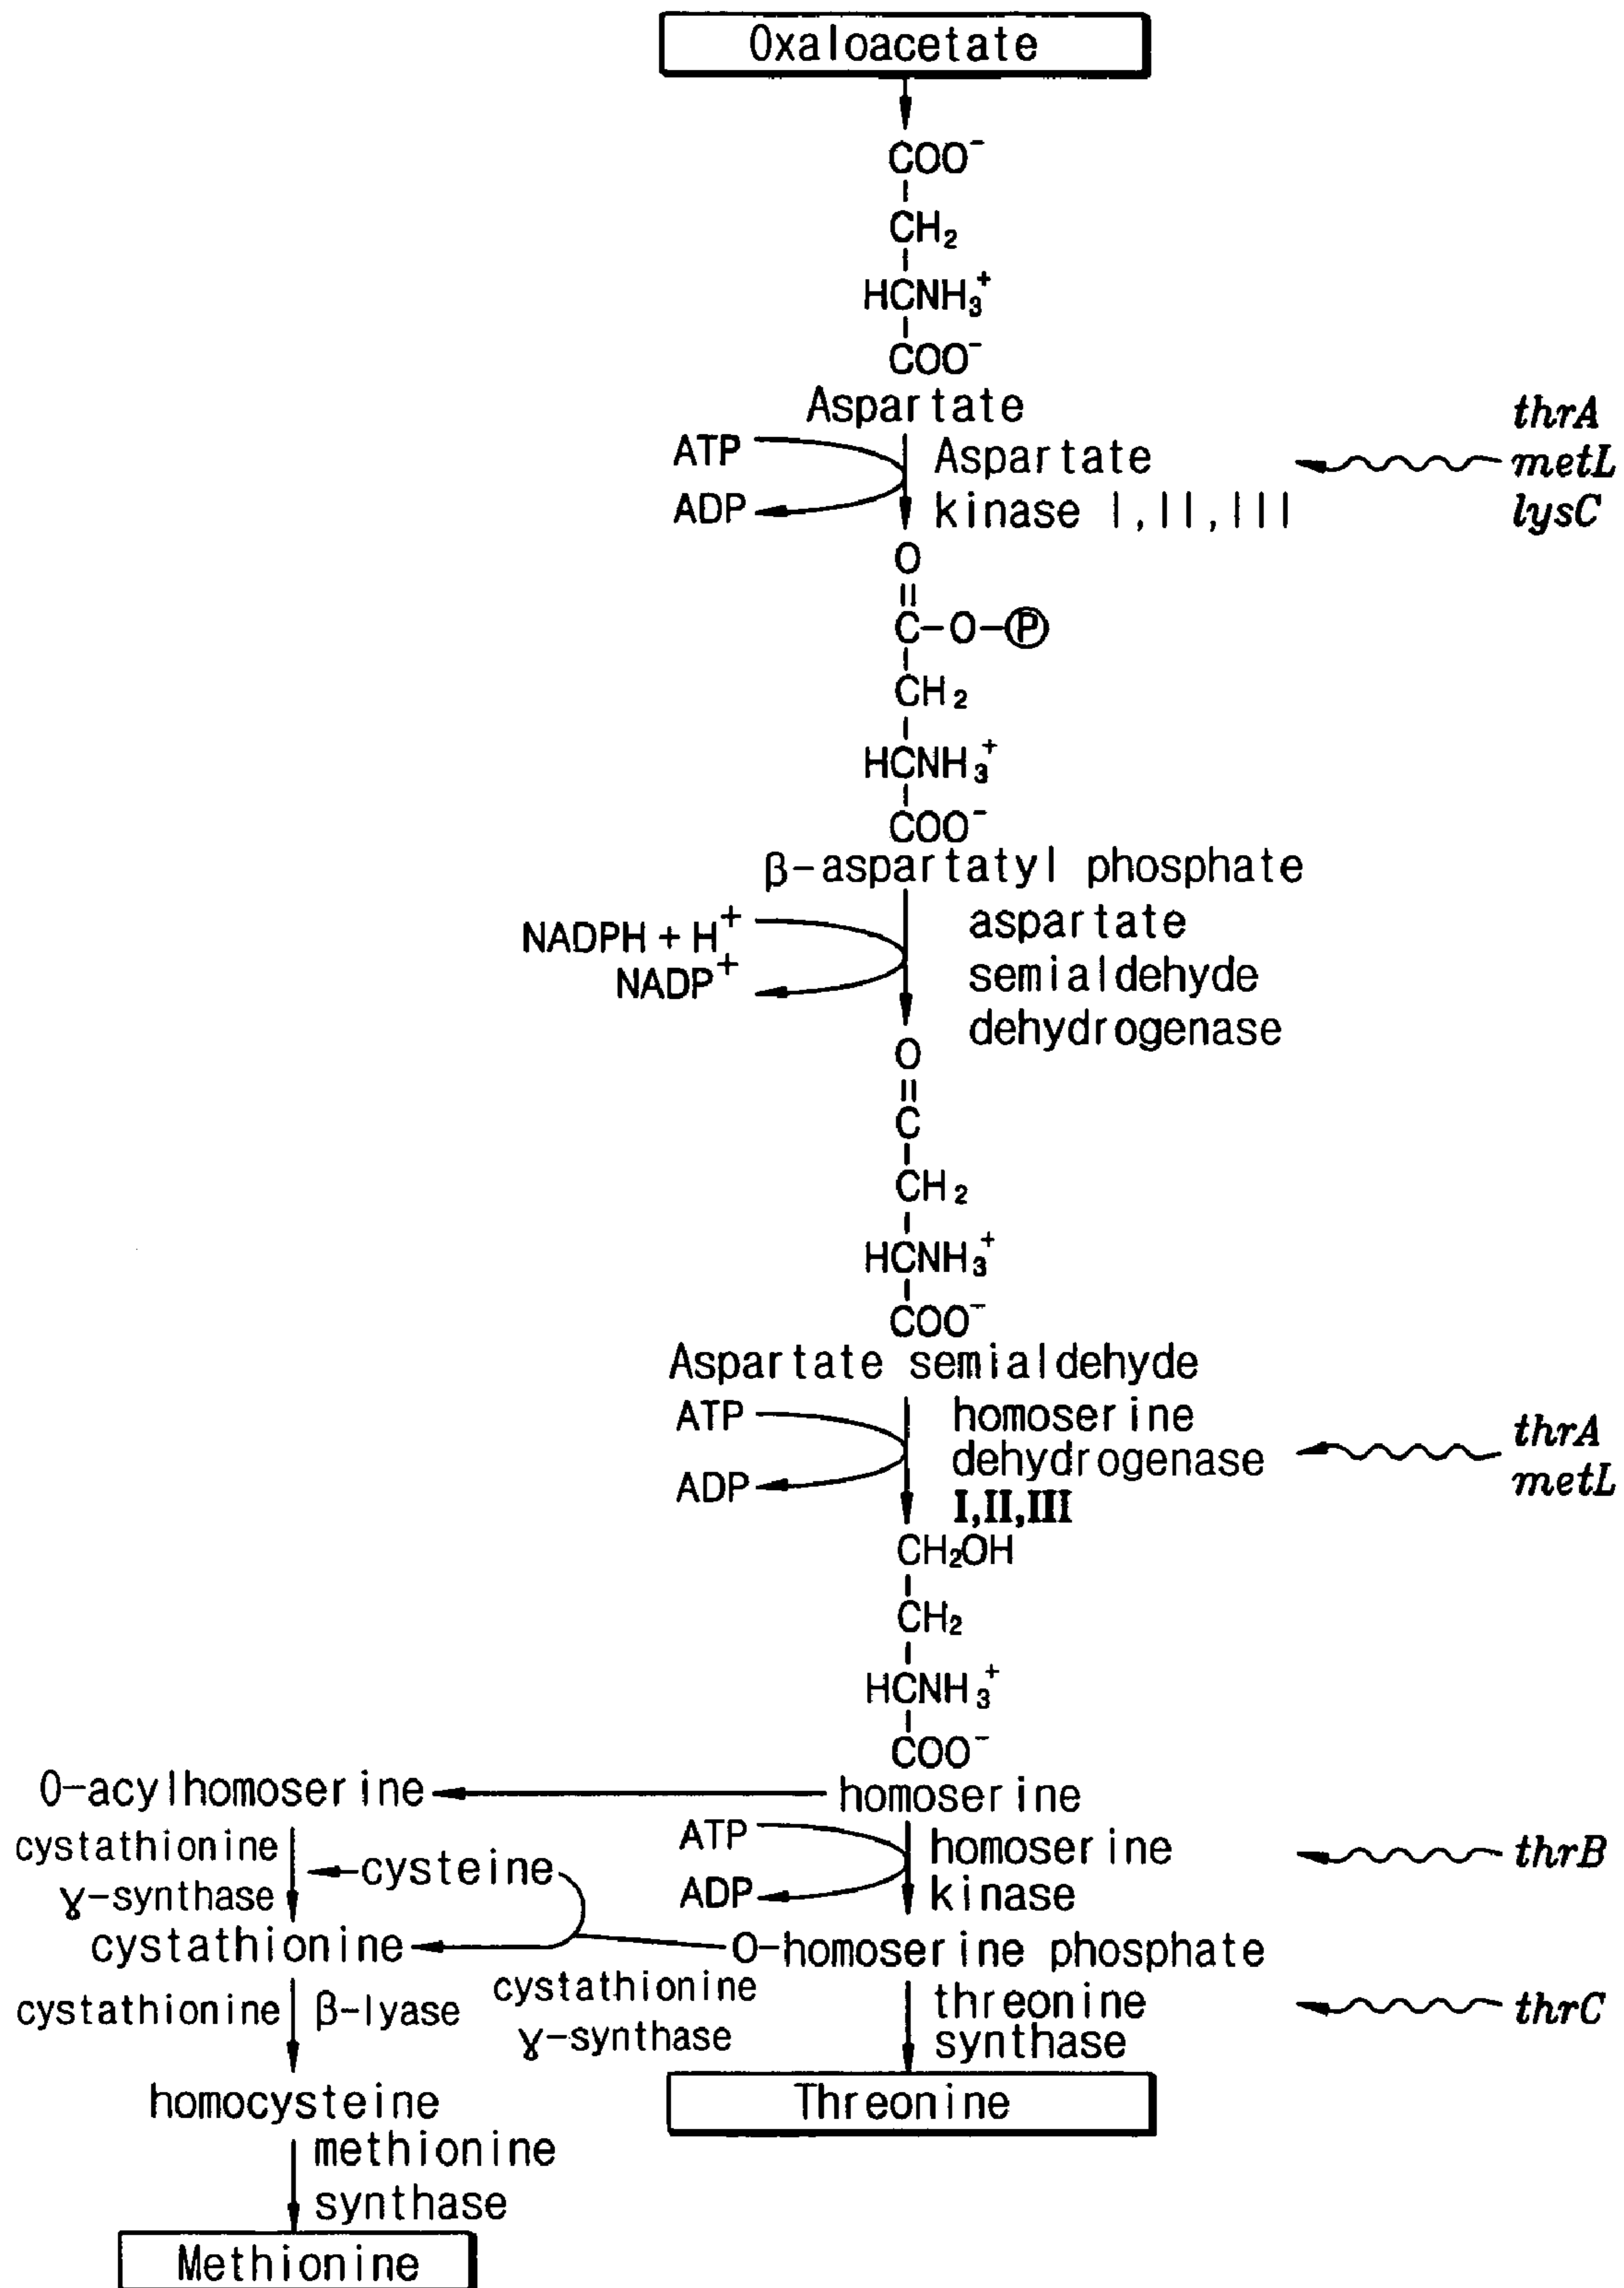 Oxaloacetate
COO⁻
CH₂
HCNH₃⁺
COO⁻
Aspartate
ATP
ADP
Aspartate
kinase I,II,III
thrA
metL
lysC
O
C-O-Ⓟ
CH₂
HCNH₃⁺
COO⁻
β-aspartatyl phosphate
NADPH + H⁺
NADP⁺
aspartate
semialdehyde
dehydrogenase
O
C
CH₂
HCNH₃⁺
COO⁻
Aspartate semialdehyde
ATP
ADP
homoserine
dehydrogenase
I,II,III
thrA
metL
CH₂OH
CH₂
HCNH₃⁺
COO⁻
O-acylhomoserine
homoserine
cystathionine
γ-synthase
cysteine
ATP
ADP
homoserine
kinase
thrB
cystathionine
O-homoserine phosphate
cystathionine
β-lyase
cystathionine
γ-synthase
threonine
synthase
thrC
homocysteine
Threonine
methionine
synthase
Methionine